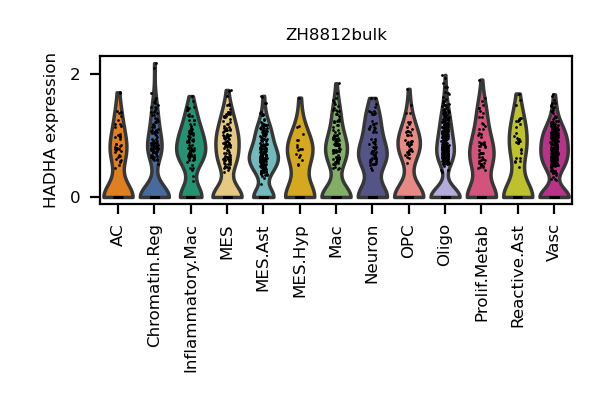 ZH8812bulk
HADHA expression
2
0
AC
Chromatin.Reg
Inflammatory.Mac
MES
MES.Ast
MES.Hyp
Mac
Neuron
OPC
Oligo
Prolif.Metab
Reactive.Ast
Vasc